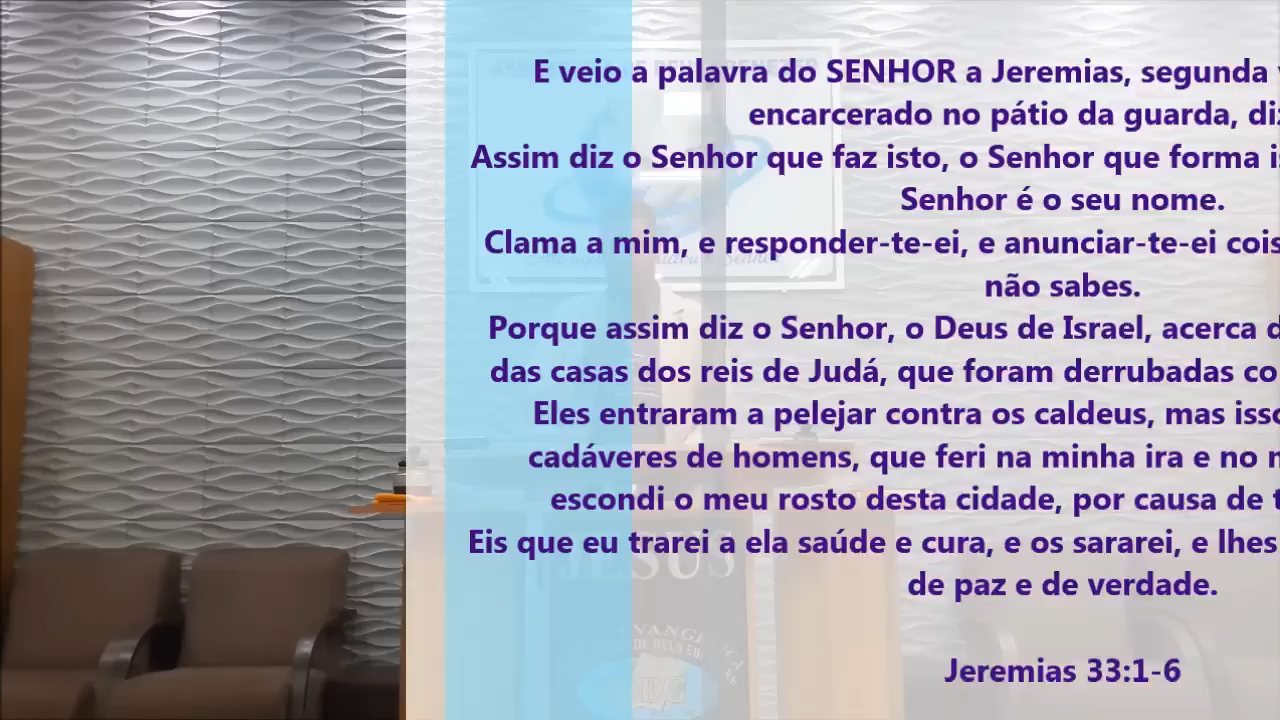 E veio a palavra do SENHOR a Jeremias, segunda
encarcerado no pátio da guarda,
Assim diz o Senhor que faz isto, o Senhor que forma
Senhor é o seu nome.
Clama a mim, e responder-te-ei, e anunciar-te-ei
não sabes.
Porque assim diz o Senhor, o Deus de Israel, acerca
das casas dos reis de Judá, que foram derrubadas
Eles entraram a pelejar contra os caldeus, mas
cadáveres de homens, que feri na minha ira e no
escondi o meu rosto desta cidade, por causa de
Eis que eu trarei a ela saúde e cura, e os sararei, e lhes
de paz e de verdade.
Jeremias 33:1-6
JESUS